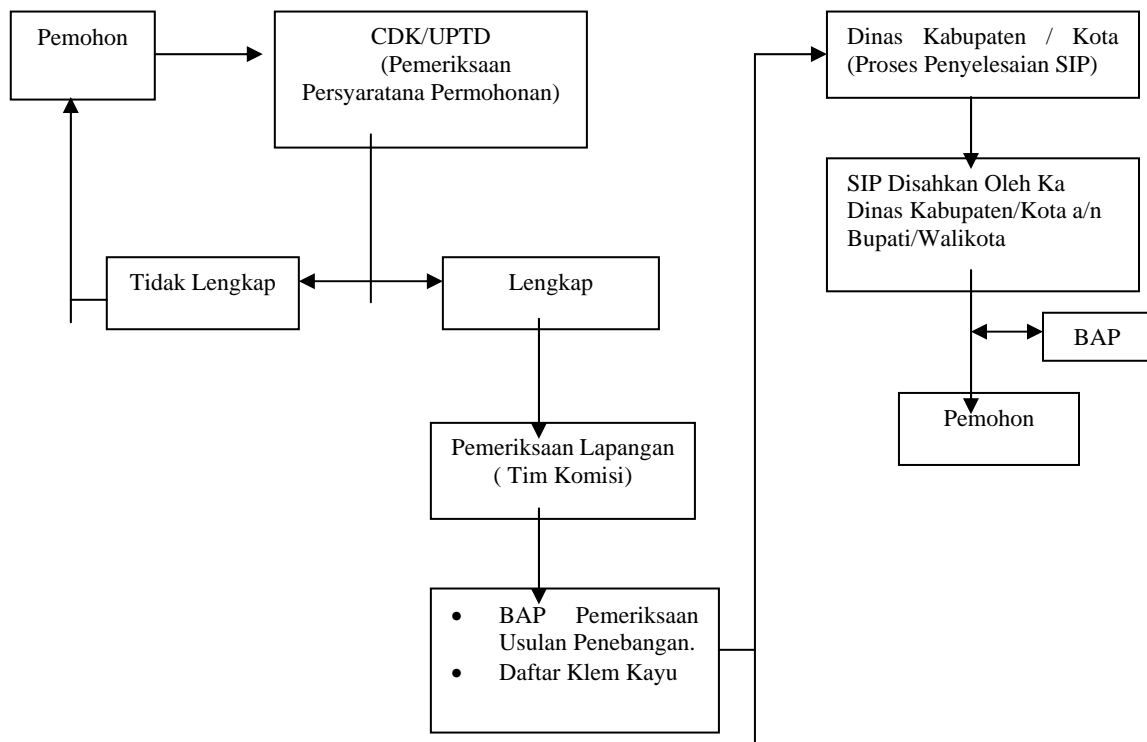 Pemohon
CDK/UPTD
(Pemeriksaan
Persyaratana Permohonan)
Tidak Lengkap
Lengkap
Pemeriksaan Lapangan
( Tim Komisi)
• BAP Pemeriksaan
Usulan Penebangan.
• Daftar Klem Kayu
Dinas Kabupaten / Kota
(Proses Penyelesaian SIP)
SIP Disahkan Oleh Ka
Dinas Kabupaten/Kota a/n
Bupati/Walikota
BAP
Pemohon